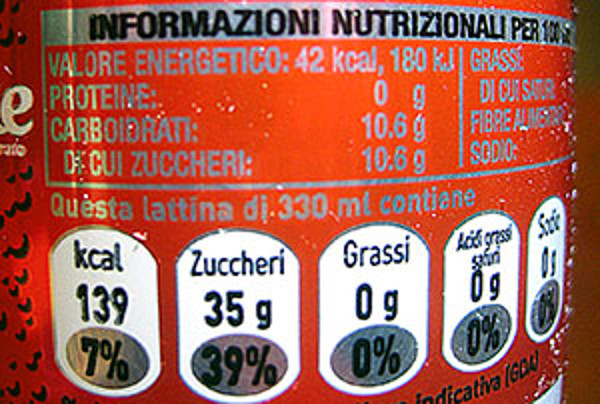 INFORMAZIONI NUTRIZIONALI PER 100
VALORE ENERGETICO: 42 kcal, 180 kJ
PROTEINE: 0 g
CARBOIDRATI: 10.6 g
DI CUI ZUCCHERI: 10.6 g
GRASSI:
DI CUI SATURI
FIBRE
SODIO:
Questa lattina di 330 ml contiene
kcal
139
7%
Zuccheri
35 g
39%
Grassi
0 g
0%
Acidi grassi
saturi
0 g
0%
Sodio
0 g
0%
indicativa (GDA)